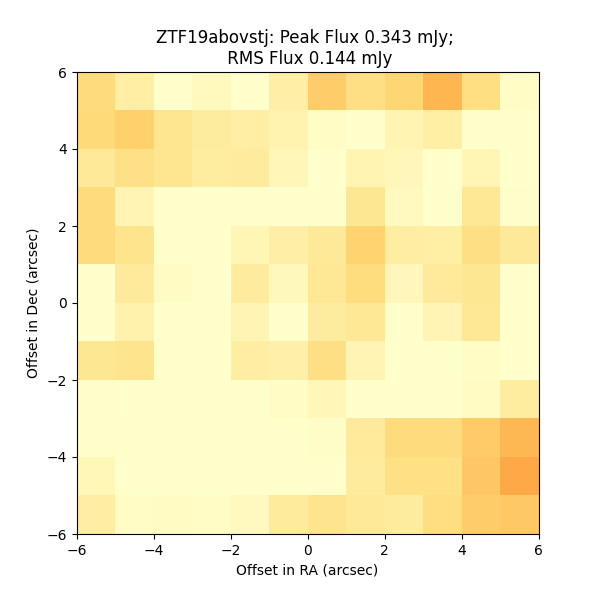 ZTF19abovstj: Peak Flux 0.343 mJy;
RMS Flux 0.144 mJy
6
4
2
0
−2
−4
−6
Offset in Dec (arcsec)
−6 −4 −2 0 2 4 6
Offset in RA (arcsec)